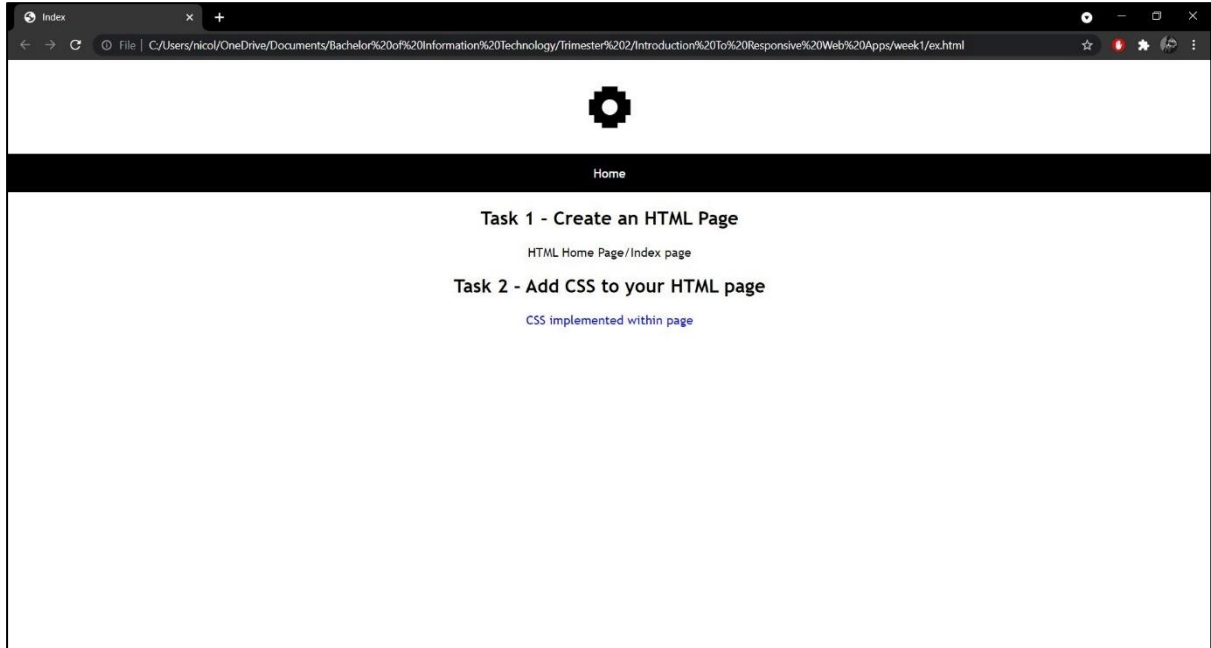 Index
File | C:/Users/nicol/OneDrive/Documents/Bachelor%20of%20Information%20Technology/Trimester%202/Introduction%20To%20Responsive%20Web%20Apps/week1/ex.html
Home
Task 1 - Create an HTML Page
HTML Home Page/Index page
Task 2 - Add CSS to your HTML page
CSS implemented within page